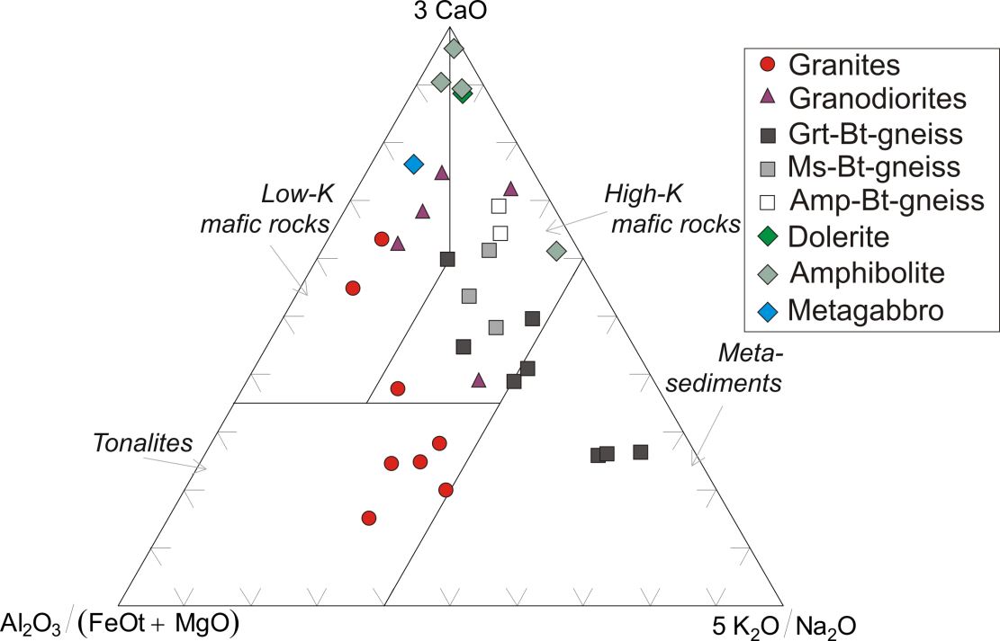 3 CaO
Granites
Granodiorites
Grt-Bt-gneiss
Ms-Bt-gneiss
Amp-Bt-gneiss
Dolerite
Amphibolite
Metagabbro
Low-K
mafic rocks
High-K
mafic rocks
Meta-
sediments
Tonalites
Al₂O₃/(FeOt + MgO)
5 K₂O/Na₂O